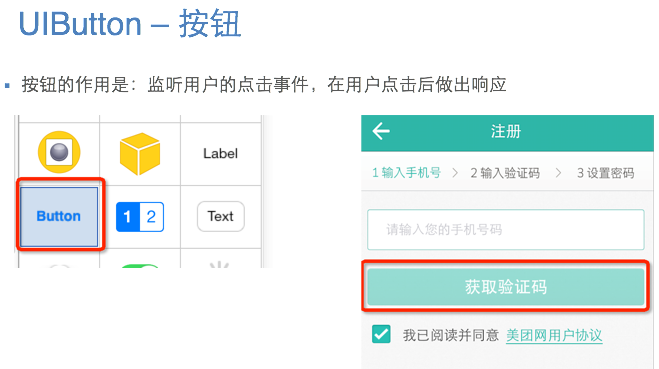 UIButton – 按钮
按钮的作用是：监听用户的点击事件，在用户点击后做出响应
Label
Button
1 2
Text
注册
1 输入手机号 > 2 输入验证码 > 3 设置密码
请输入您的手机号码
获取验证码
我已阅读并同意 美团网用户协议